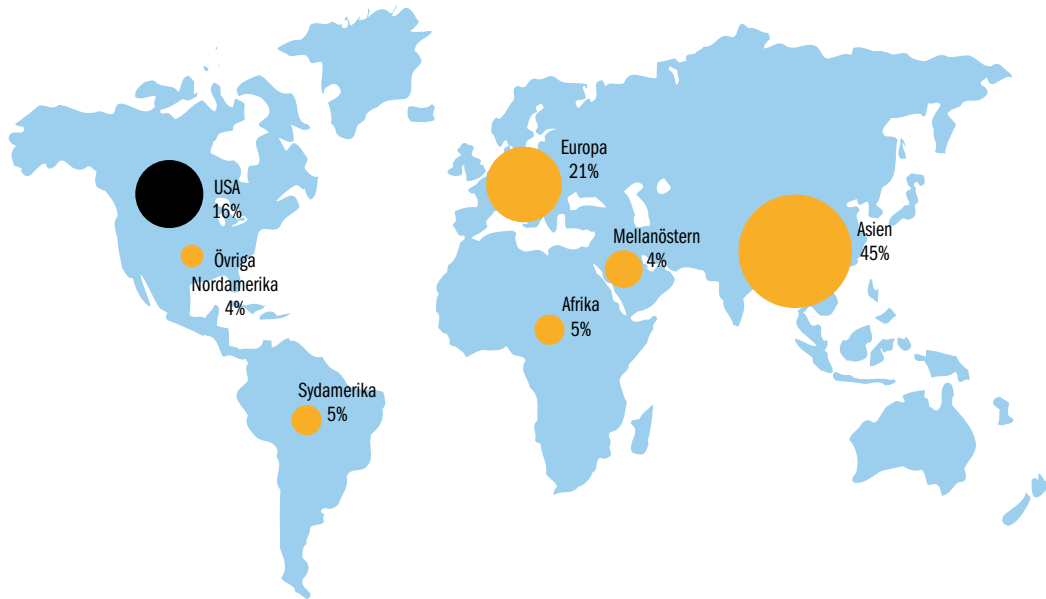 USA
16%
Övriga
Nordamerika
4%
Sydamerika
5%
Europa
21%
Mellanöstern
4%
Afrika
5%
Asien
45%